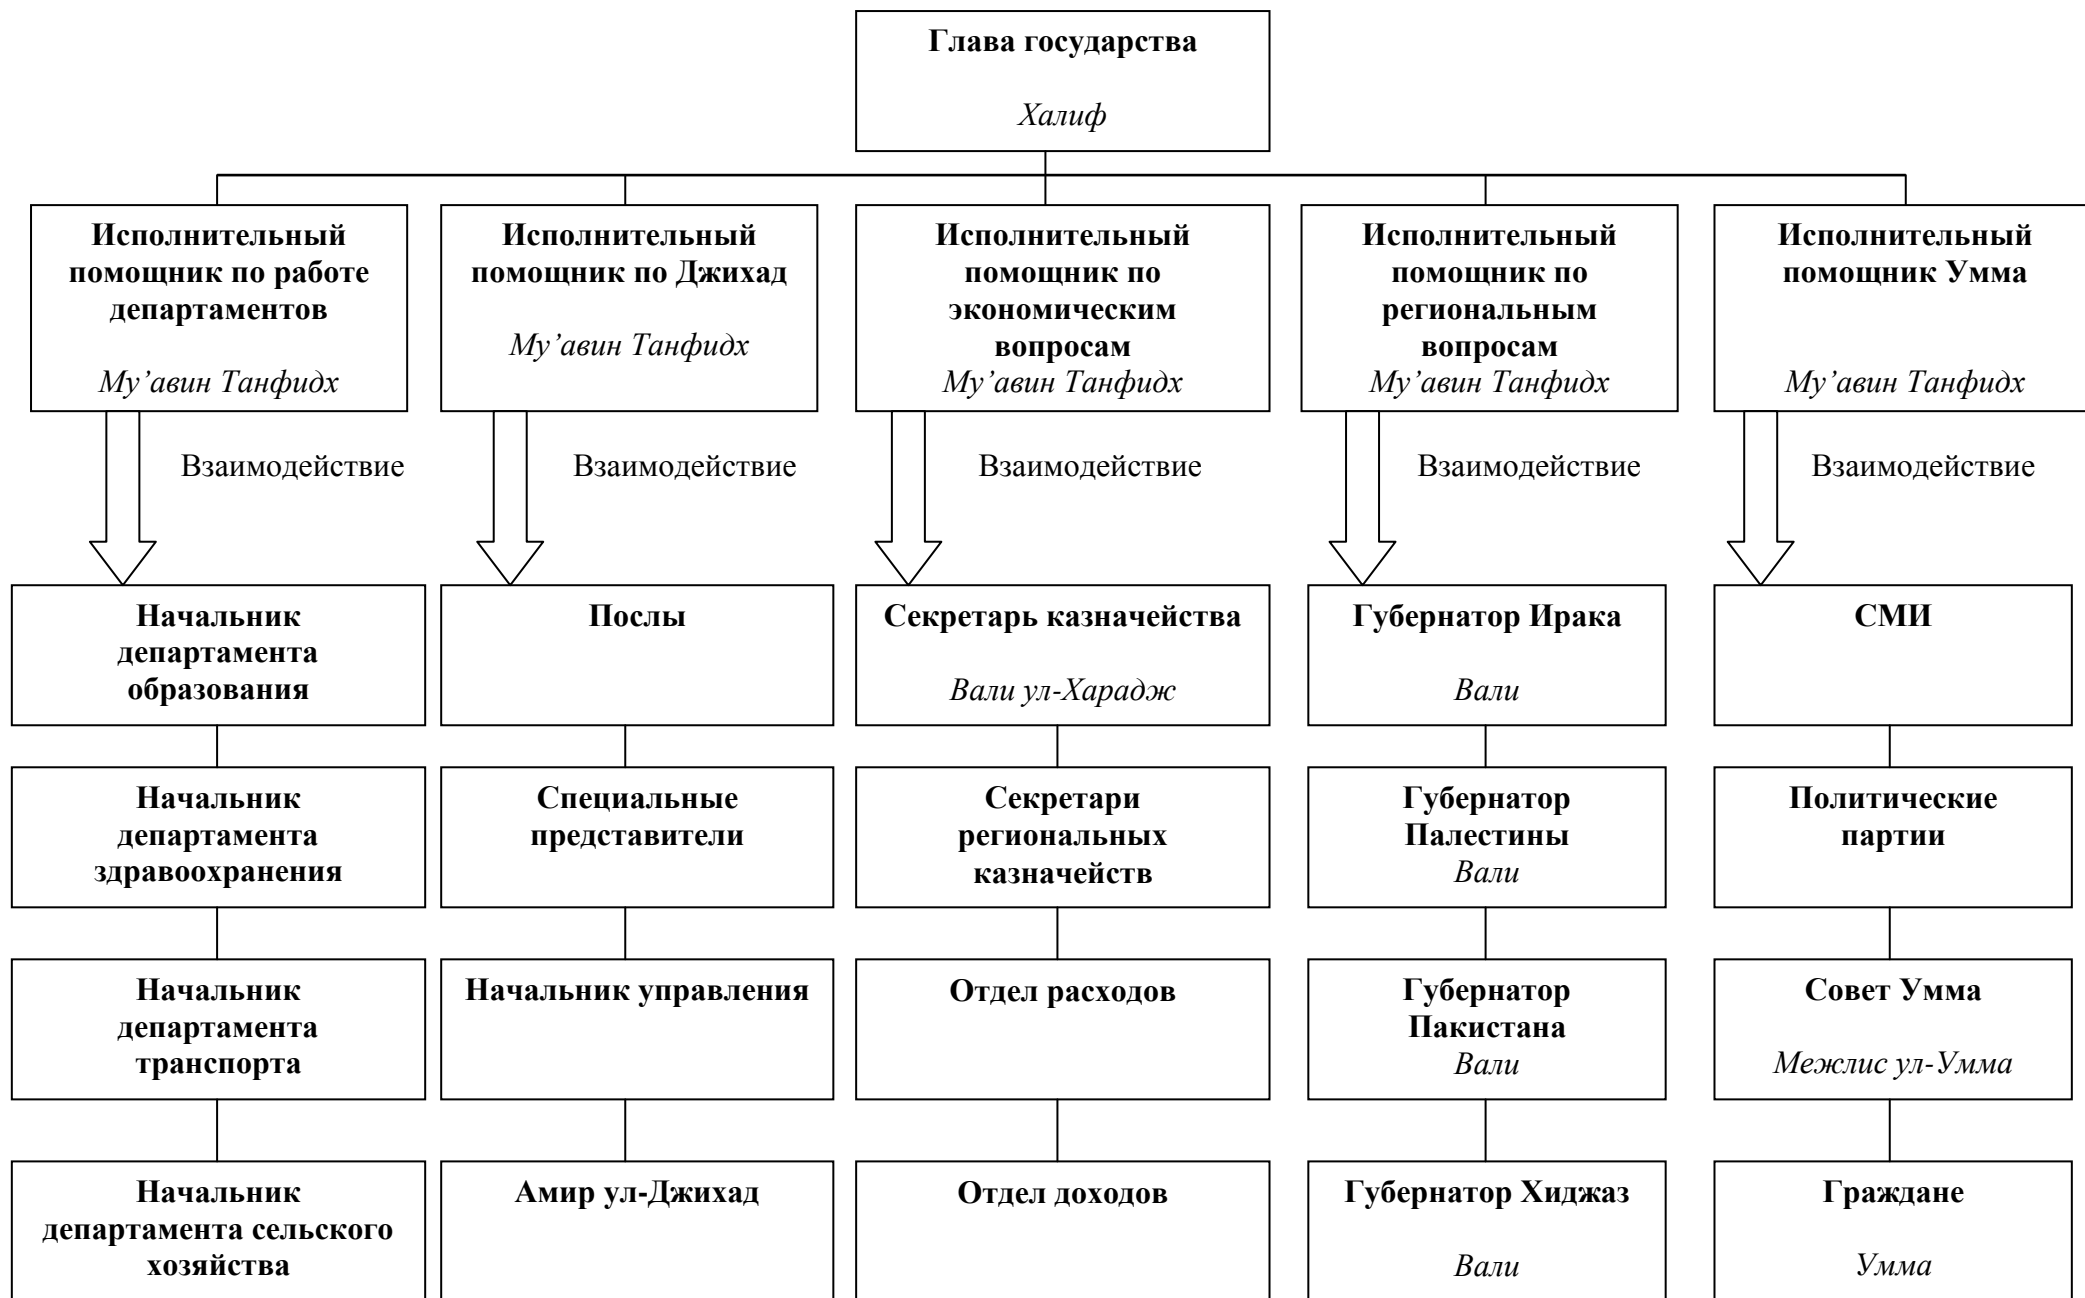 Глава государства
Халиф
Исполнительный
помощник по работе
департаментов
Му’авин Танфидх
Исполнительный
помощник по Джихад
Му’авин Танфидх
Исполнительный
помощник по
экономическим
вопросам
Му’авин Танфидх
Исполнительный
помощник по
региональным
вопросам
Му’авин Танфидх
Исполнительный
помощник Умма
Му’авин Танфидх
Взаимодействие
Взаимодействие
Взаимодействие
Взаимодействие
Взаимодействие
Начальник
департамента
образования
Послы
Секретарь казначейства
Вали ул-Харадж
Губернатор Ирака
Вали
СМИ
Начальник
департамента
здравоохранения
Специальные
представители
Секретари
региональных
казначейств
Губернатор
Палестины
Вали
Политические
партии
Начальник
департамента
транспорта
Начальник управления
Отдел расходов
Губернатор
Пакистана
Вали
Совет Умма
Межлис ул-Умма
Начальник
департамента сельского
хозяйства
Амир ул-Джихад
Отдел доходов
Губернатор Хиджаз
Вали
Граждане
Умма